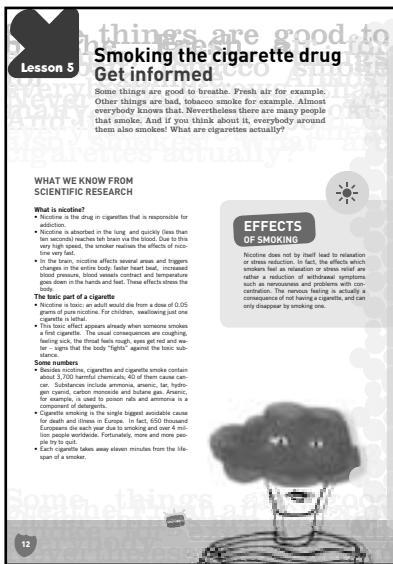 Lesson 5
Smoking the cigarette drug
Get informed
Some things are good to breathe. Fresh air for example.
Other things are bad, tobacco smoke for example. Almost
everybody knows that. Nevertheless there are many people
that smoke. And if you think about it, everybody around
them also smokes! What are cigarettes actually?
WHAT WE KNOW FROM
SCIENTIFIC RESEARCH
What is nicotine?
• Nicotine is the drug in cigarettes that is responsible for
addiction.
• Nicotine is absorbed in the lung and quickly (less than
ten seconds) reaches teh brain via the blood. Due to this
very high speed, the smoker realises the effects of nico-
tine very fast.
• In the brain, nicotine affects several areas and triggers
changes in the entire body: faster heart beat, increased
blood pressure, blood vessels contract and temperature
goes down in the hands and feet. These effects stress the
body.
The toxic part of a cigarette
• Nicotine is toxic; an adult would die from a dose of 0.05
grams of pure nicotine. For children, swallowing just one
cigarette is lethal.
• This toxic effect appears already when someone smokes
a first cigarette. The usual consequences are coughing,
feeling sick, the throat feels rough, eyes get red and wa-
ter – signs that the body "fights" against the toxic sub-
stance.
Some numbers
• Besides nicotine, cigarettes and cigarette smoke contain
about 3,700 harmful chemicals; 40 of them cause can-
cer. Substances include ammonia, arsenic, tar, hydro-
gen cyanid, carbon monoxide and butane gas. Arsenic,
for example, is used to poison rats and ammonia is a
component of detergents.
• Cigarette smoking is the single biggest avoidable cause
for death and illness in Europe. In fact, 650 thousand
Europeans die each year due to smoking and over 4 mil-
lion people worldwide. Fortunately, more and more peo-
ple try to quit.
• Each cigarette takes away eleven minutes from the life-
span of a smoker.
EFFECTS
OF SMOKING
Nicotine does not by itself lead to relaxation
or stress reduction. In fact, the effects which
smokers feel as relaxation or stress relief are
rather a reduction of withdrawal symptoms
such as nervousness and problems with con-
centration. The nervous feeling is actually a
consequence of not having a cigarette, and can
only disappear by smoking one.
12